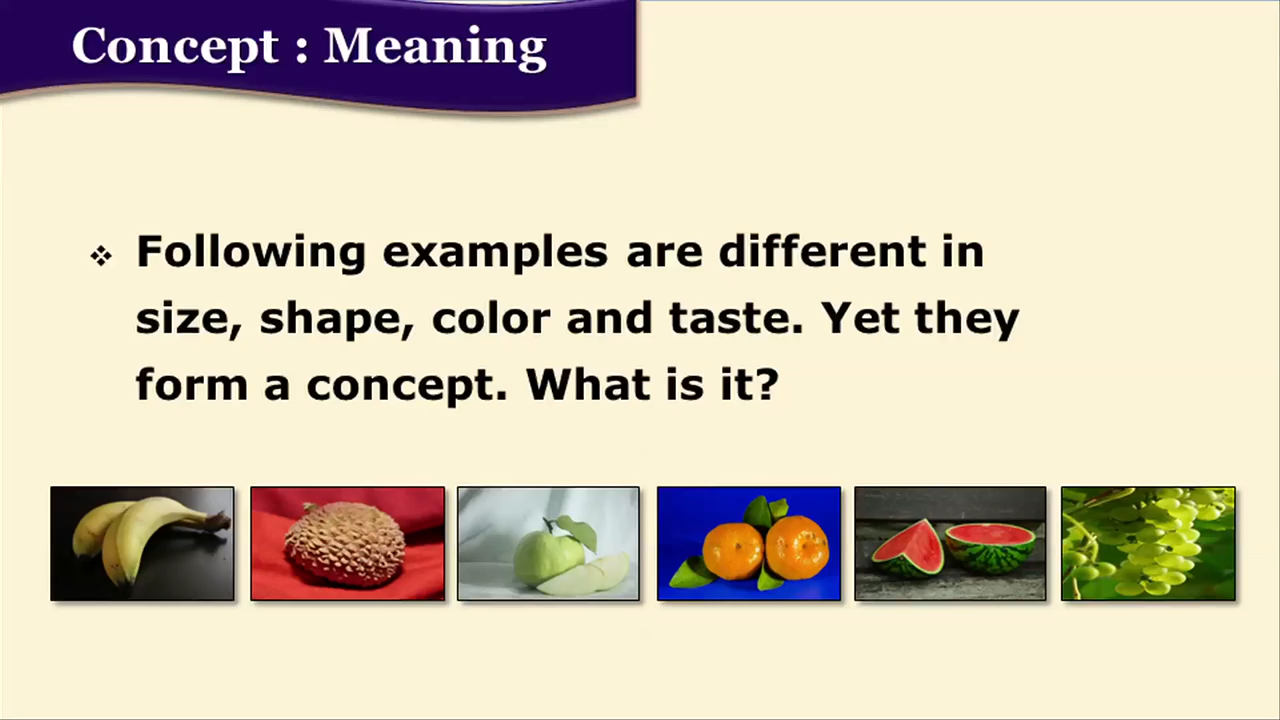 Concept : Meaning
Following examples are different in
size, shape, color and taste. Yet they
form a concept. What is it?